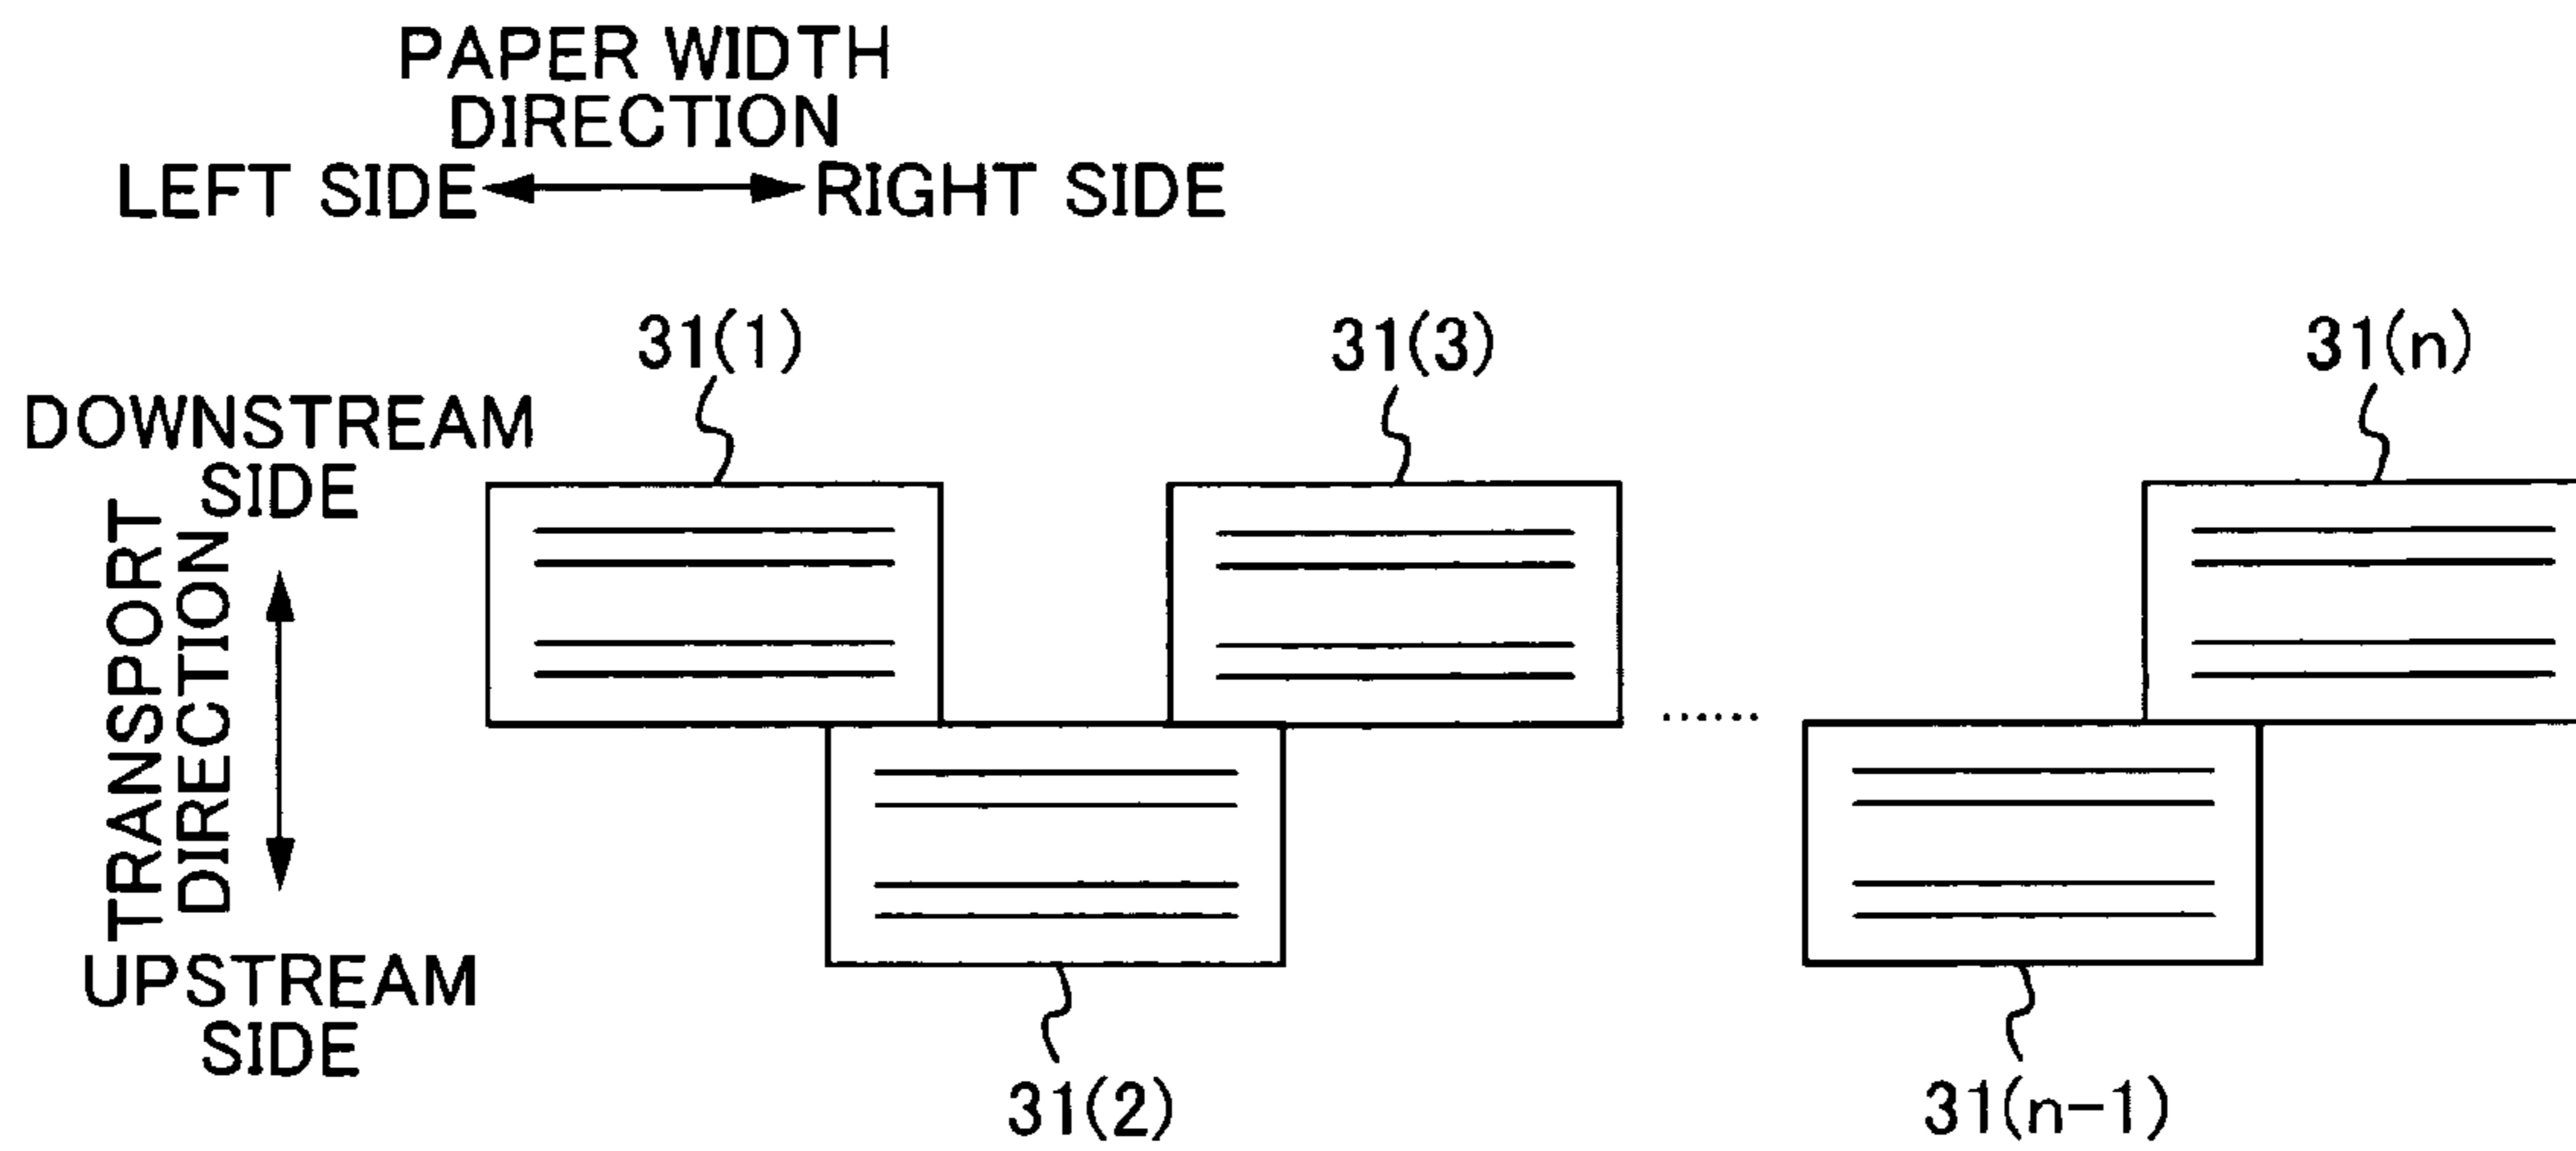 PAPER WIDTH
DIRECTION
LEFT SIDE
RIGHT SIDE
31(1)
31(3)
31(n)
DOWNSTREAM
SIDE
TRANSPORT
DIRECTION
UPSTREAM
SIDE
31(2)
31(n-1)